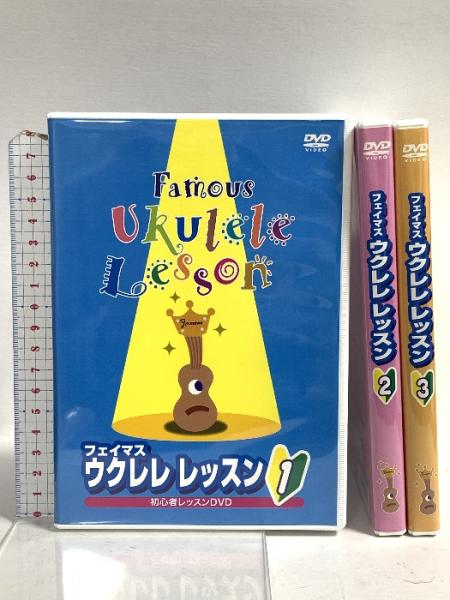 DVD
VIDEO
Famous
Ukulele
Lesson
Famous
フェイマス
ウクレレ レッスン 1
初心者レッスンDVD
DVD
VIDEO
フェイマス
ウクレレ レッスン
2
DVD
VIDEO
フェイマス
ウクレレ レッスン
3